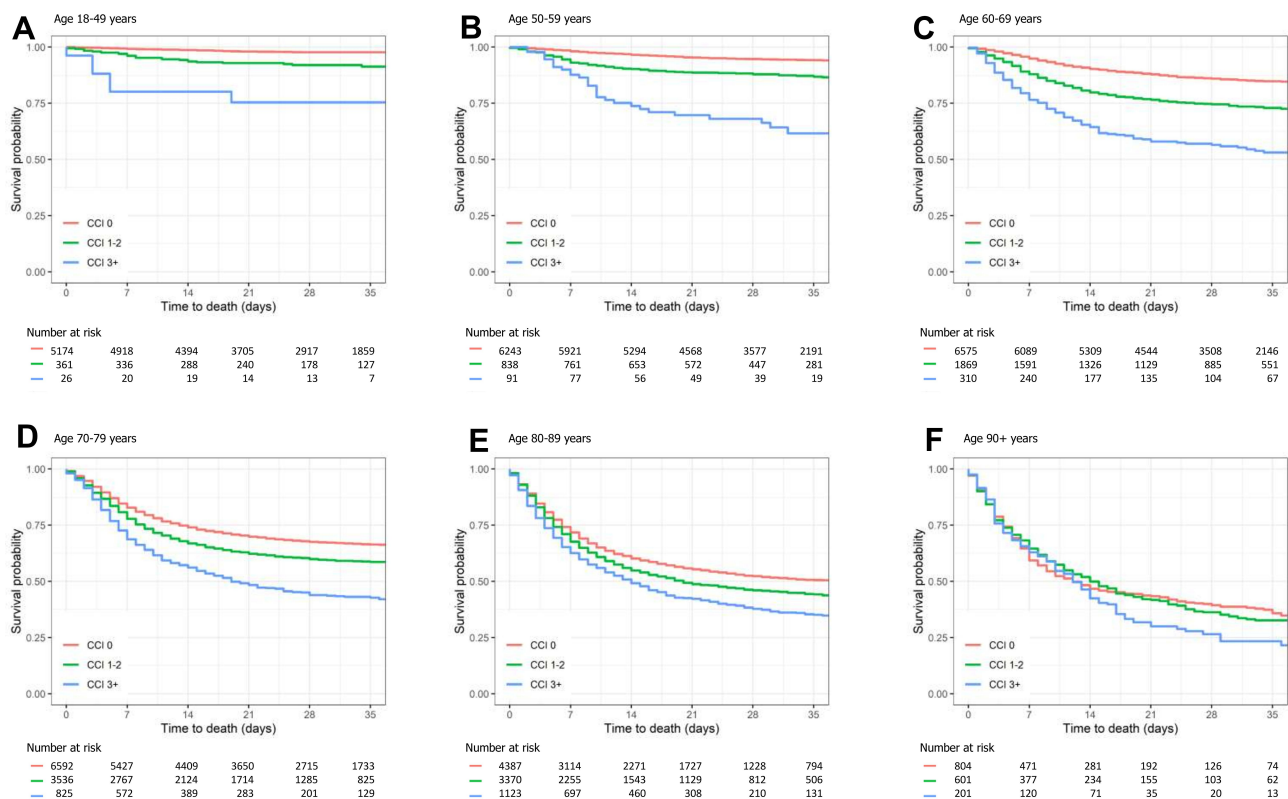 A Age 18-49 years
Survival probability
1.00
0.75
0.50
0.25
0.00
CCI 0
CCI 1-2
CCI 3+
0 7 14 21 28 35
Time to death (days)
Number at risk
5174 4918 4394 3705 2917 1859
361 336 288 240 178 127
26 20 19 14 13 7
B Age 50-59 years
Survival probability
1.00
0.75
0.50
0.25
0.00
CCI 0
CCI 1-2
CCI 3+
0 7 14 21 28 35
Time to death (days)
Number at risk
6243 5921 5294 4568 3577 2191
838 761 653 572 447 281
91 77 56 49 39 19
C Age 60-69 years
Survival probability
1.00
0.75
0.50
0.25
0.00
CCI 0
CCI 1-2
CCI 3+
0 7 14 21 28 35
Time to death (days)
Number at risk
6575 6089 5309 4544 3508 2146
1869 1591 1326 1129 885 551
310 240 177 135 104 67
D Age 70-79 years
Survival probability
1.00
0.75
0.50
0.25
0.00
CCI 0
CCI 1-2
CCI 3+
0 7 14 21 28 35
Time to death (days)
Number at risk
6592 5427 4409 3650 2715 1733
3536 2767 2124 1714 1285 825
825 572 389 283 201 129
E Age 80-89 years
Survival probability
1.00
0.75
0.50
0.25
0.00
CCI 0
CCI 1-2
CCI 3+
0 7 14 21 28 35
Time to death (days)
Number at risk
4387 3114 2271 1727 1228 794
3370 2255 1543 1129 812 506
1123 697 460 308 210 131
F Age 90+ years
Survival probability
1.00
0.75
0.50
0.25
0.00
CCI 0
CCI 1-2
CCI 3+
0 7 14 21 28 35
Time to death (days)
Number at risk
804 471 281 192 126 74
601 377 234 155 103 62
201 120 71 35 20 13